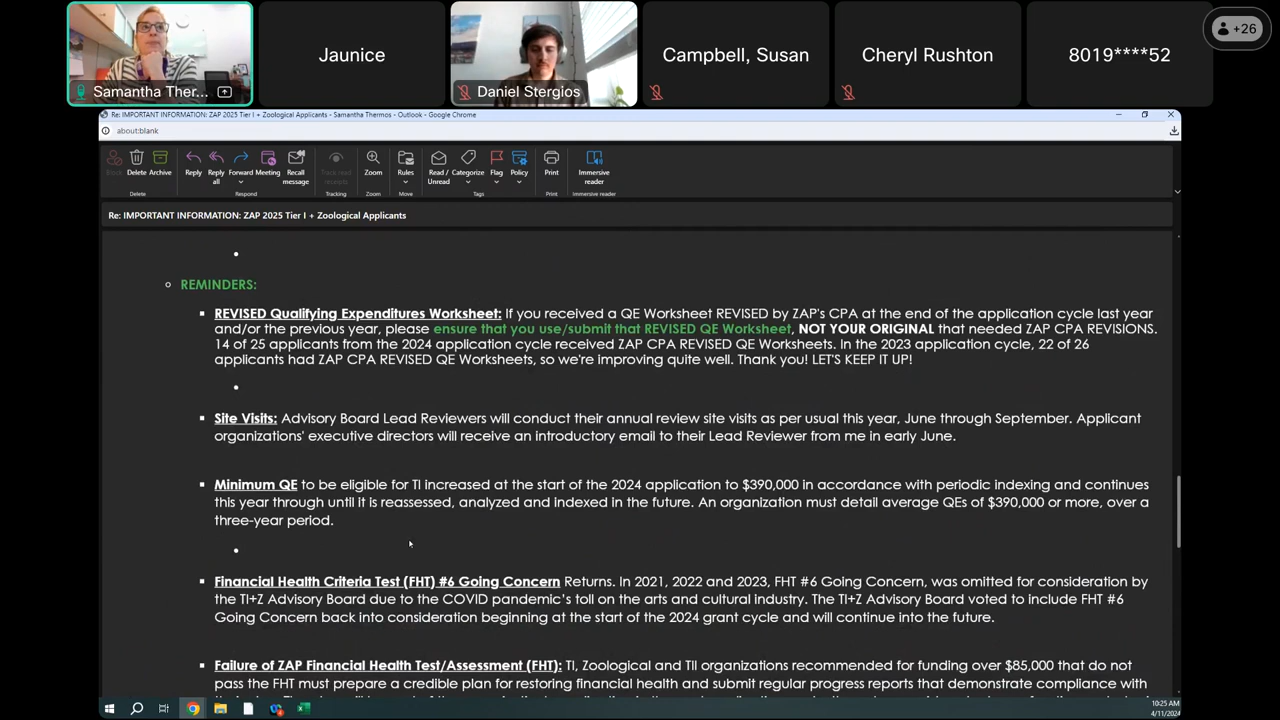 +26
Jaunice
Campbell, Susan
Cheryl Rushton
8019****52
Samantha Ther...
Daniel Stergios
Re: IMPORTANT INFORMATION: ZAP 2025 Tier I + Zoological Applicants - Samantha Thermos - Outlook - Google Chrome
about:blank
Block Delete Archive Reply Reply all Forward Meeting Recall message Track read receipts Zoom Rules Read / Unread Categorize Flag Policy Print Immersive reader
Delete Respond Tracking Zoom Move Tags Print Immersive reader
Re: IMPORTANT INFORMATION: ZAP 2025 Tier I + Zoological Applicants
REMINDERS:
REVISED Qualifying Expenditures Worksheet: If you received a QE Worksheet REVISED by ZAP's CPA at the end of the application cycle last year
and/or the previous year, please ensure that you use/submit that REVISED QE Worksheet, NOT YOUR ORIGINAL that needed ZAP CPA REVISIONS.
14 of 25 applicants from the 2024 application cycle received ZAP CPA REVISED QE Worksheets. In the 2023 application cycle, 22 of 26
applicants had ZAP CPA REVISED QE Worksheets, so we're improving quite well. Thank you! LET'S KEEP IT UP!
Site Visits: Advisory Board Lead Reviewers will conduct their annual review site visits as per usual this year, June through September. Applicant
organizations' executive directors will receive an introductory email to their Lead Reviewer from me in early June.
Minimum QE to be eligible for TI increased at the start of the 2024 application to $390,000 in accordance with periodic indexing and continues
this year through until it is reassessed, analyzed and indexed in the future. An organization must detail average QEs of $390,000 or more, over a
three-year period.
Financial Health Criteria Test (FHT) #6 Going Concern Returns. In 2021, 2022 and 2023, FHT #6 Going Concern, was omitted for consideration by
the TI+Z Advisory Board due to the COVID pandemic's toll on the arts and cultural industry. The TI+Z Advisory Board voted to include FHT #6
Going Concern back into consideration beginning at the start of the 2024 grant cycle and will continue into the future.
Failure of ZAP Financial Health Test/Assessment (FHT): TI, Zoological and TII organizations recommended for funding over $85,000 that do not
pass the FHT must prepare a credible plan for restoring financial health and submit regular progress reports that demonstrate compliance with
10:25 AM